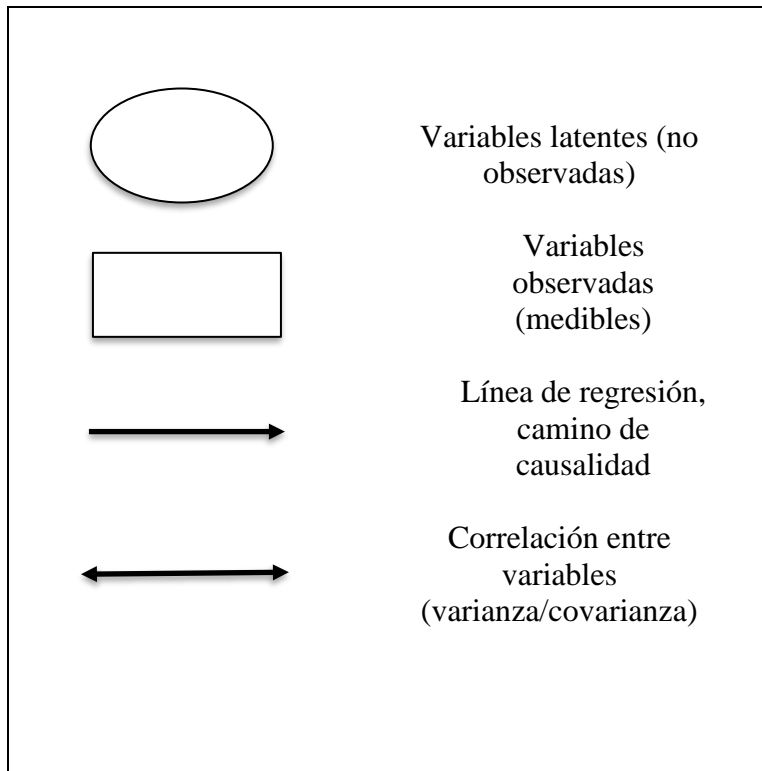 Variables latentes (no
observadas)
Variables
observadas
(medibles)
Línea de regresión,
camino de
causalidad
Correlación entre
variables
(varianza/covarianza)